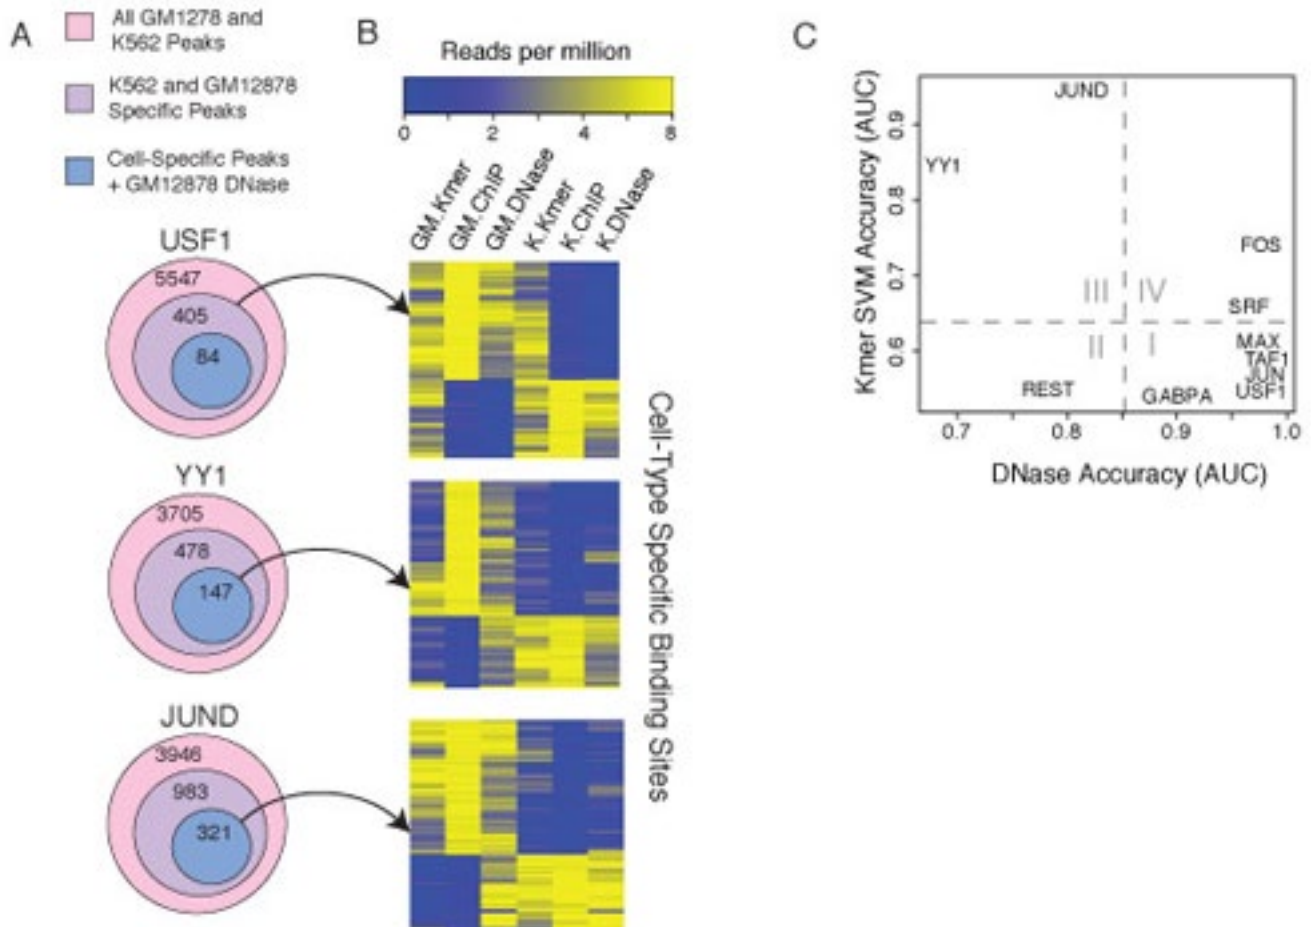 A
All GM1278 and
K562 Peaks
K562 and GM12878
Specific Peaks
Cell-Specific Peaks
+ GM12878 DNase
USF1
5547
405
84
YY1
3705
478
147
JUND
3946
983
321
B
Reads per million
0 2 4 8
GM.Kmer
GM.ChIP
GM.DNase
K.Kmer
K.ChIP
K.DNase
Cell-Type Specific Binding Sites
C
Kmer SVM Accuracy (AUC)
0.9
0.8
0.7
0.6
JUND
YY1
FOS
III IV
SRF
II I
MAX
TAF1
JUN
REST
GABPA
USF1
0.7 0.8 0.9 1.0
DNase Accuracy (AUC)